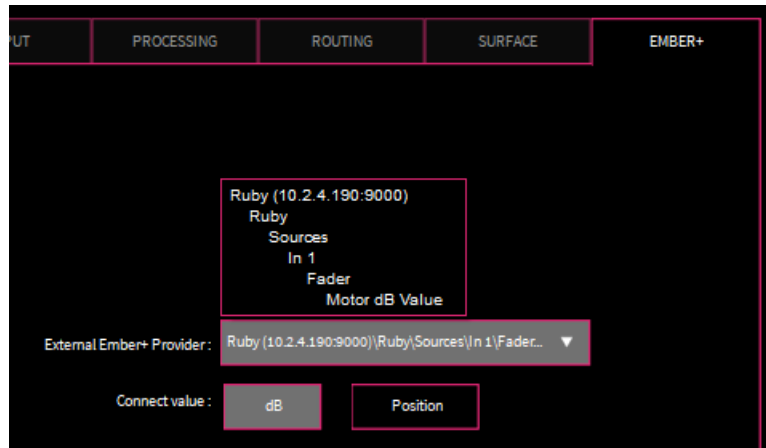 PUT PROCESSING ROUTING SURFACE EMBER+
Ruby (10.2.4.190:9000)
Ruby
Sources
In 1
Fader
Motor dB Value
External Ember+ Provider : Ruby (10.2.4.190:9000)\Ruby\Sources\In 1\Fader... ▼
Connect value : dB Position